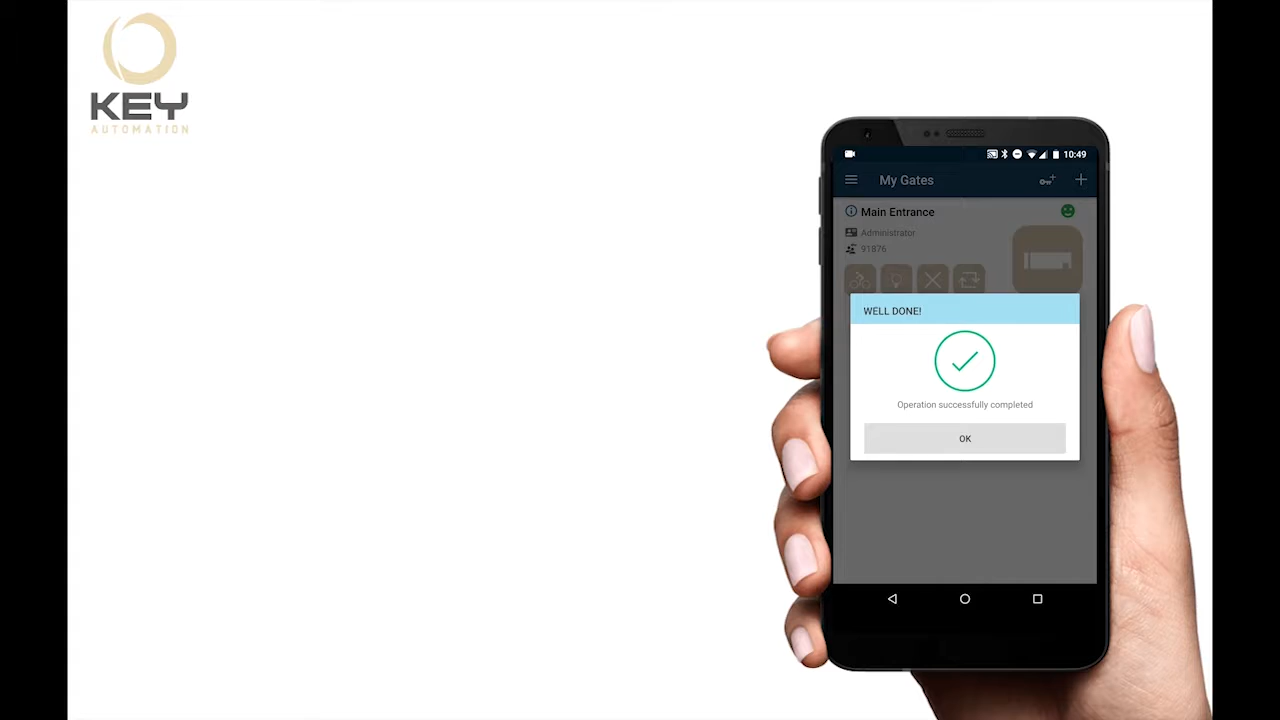 KEY
AUTOMATION
10:49
My Gates
Main Entrance
Administrator
91876
WELL DONE!
Operation successfully completed
OK